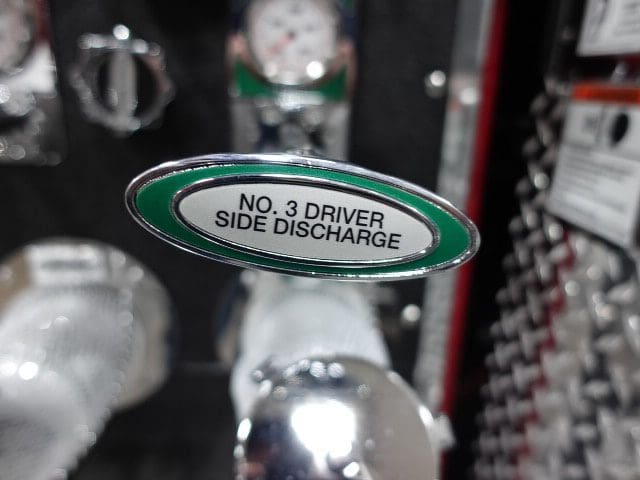 NO. 3 DRIVER
SIDE DISCHARGE